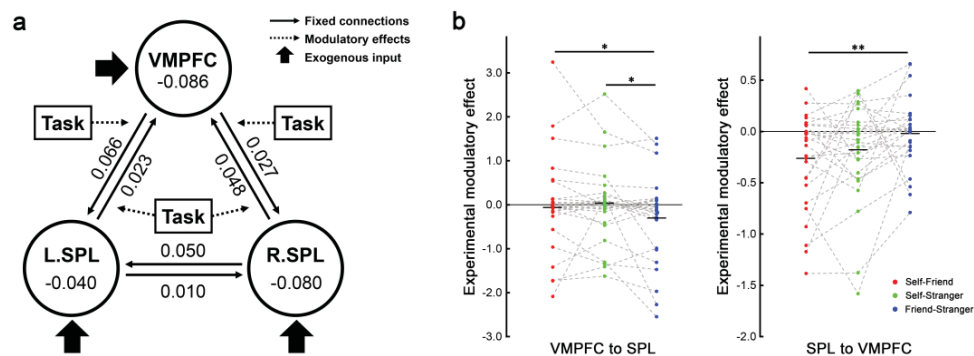 a
Fixed connections
Modulatory effects
Exogenous input
VMPFC
-0.086
Task
Task
0.066
0.023
0.027
0.048
Task
L.SPL
-0.040
0.050
0.010
R.SPL
-0.080
b
Experimental modulatory effect
3.0
2.0
1.0
0.0
-1.0
-2.0
-3.0
*
*
VMPFC to SPL
Experimental modulatory effect
1.0
0.5
0
-0.5
-1.0
-1.5
-2.0
**
Self-Friend
Self-Stranger
Friend-Stranger
SPL to VMPFC